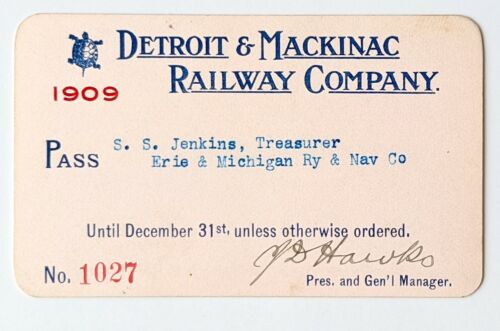 DETROIT & MACKINAC
RAILWAY COMPANY.
1909
PASS S. S. Jenkins, Treasurer
Erie & Michigan Ry & Nav Co
Until December 31st, unless otherwise ordered.
J D Hawks
No. 1027 Pres. and Gen'l Manager.